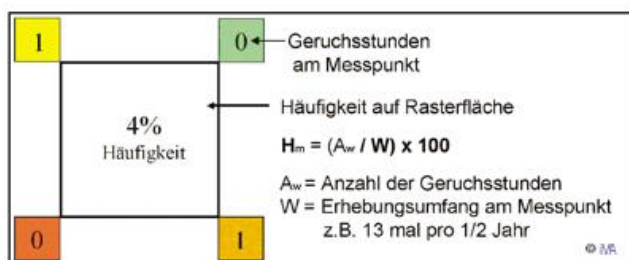 1
0
Geruchsstunden
am Messpunkt
4%
Häufigkeit
Häufigkeit auf Rasterfläche
Hm = (Aw / W) x 100
Aw = Anzahl der Geruchsstunden
W = Erhebungsumfang am Messpunkt
z.B. 13 mal pro 1/2 Jahr
0
1
©